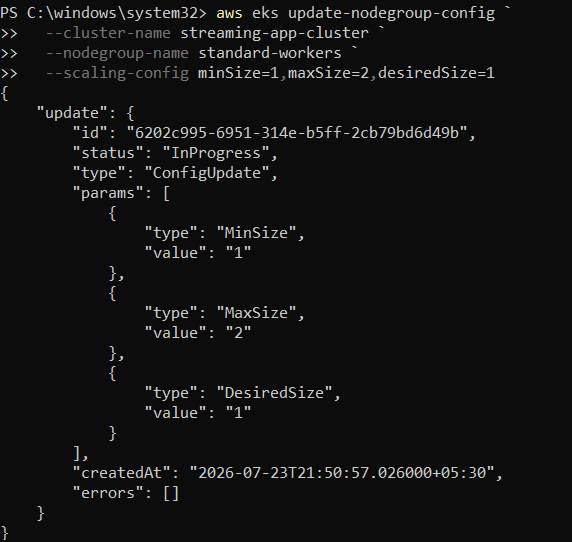 PS C:\windows\system32> aws eks update-nodegroup-config `
>>   --cluster-name streaming-app-cluster `
>>   --nodegroup-name standard-workers `
>>   --scaling-config minSize=1,maxSize=2,desiredSize=1
{
    "update": {
        "id": "6202c995-6951-314e-b5ff-2cb79bd6d49b",
        "status": "InProgress",
        "type": "ConfigUpdate",
        "params": [
            {
                "type": "MinSize",
                "value": "1"
            },
            {
                "type": "MaxSize",
                "value": "2"
            },
            {
                "type": "DesiredSize",
                "value": "1"
            }
        ],
        "createdAt": "2026-07-23T21:50:57.026000+05:30",
        "errors": []
    }
}